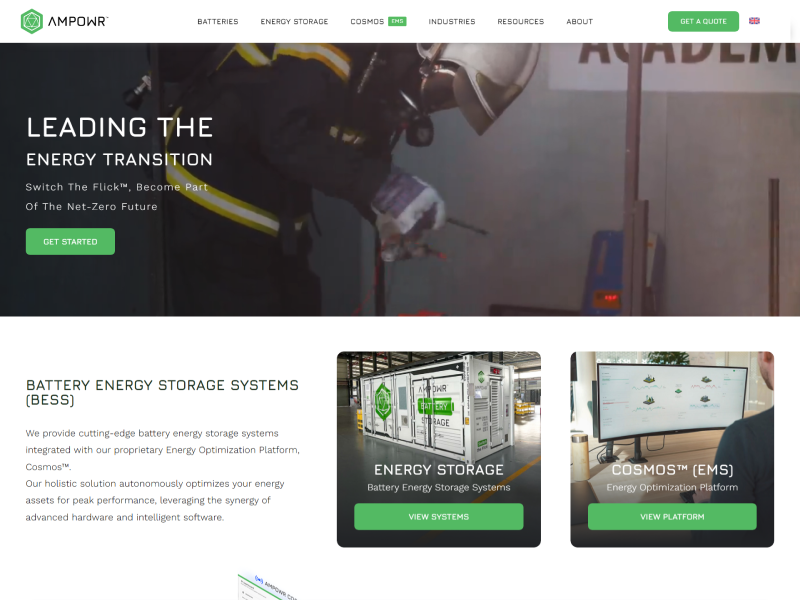 AMPOWR
BATTERIES
ENERGY STORAGE
COSMOS EMS
INDUSTRIES
RESOURCES
ABOUT
GET A QUOTE
ACADEM
LEADING THE
ENERGY TRANSITION
Switch The Flick™, Become Part
Of The Net-Zero Future
GET STARTED
BATTERY ENERGY STORAGE SYSTEMS
(BESS)
We provide cutting-edge battery energy storage systems
integrated with our proprietary Energy Optimization Platform,
Cosmos™.
Our holistic solution autonomously optimizes your energy
assets for peak performance, leveraging the synergy of
advanced hardware and intelligent software.
AMPOWR
BATTERY
STORAGE
ENERGY STORAGE
Battery Energy Storage Systems
VIEW SYSTEMS
COSMOS™ (EMS)
Energy Optimization Platform
VIEW PLATFORM